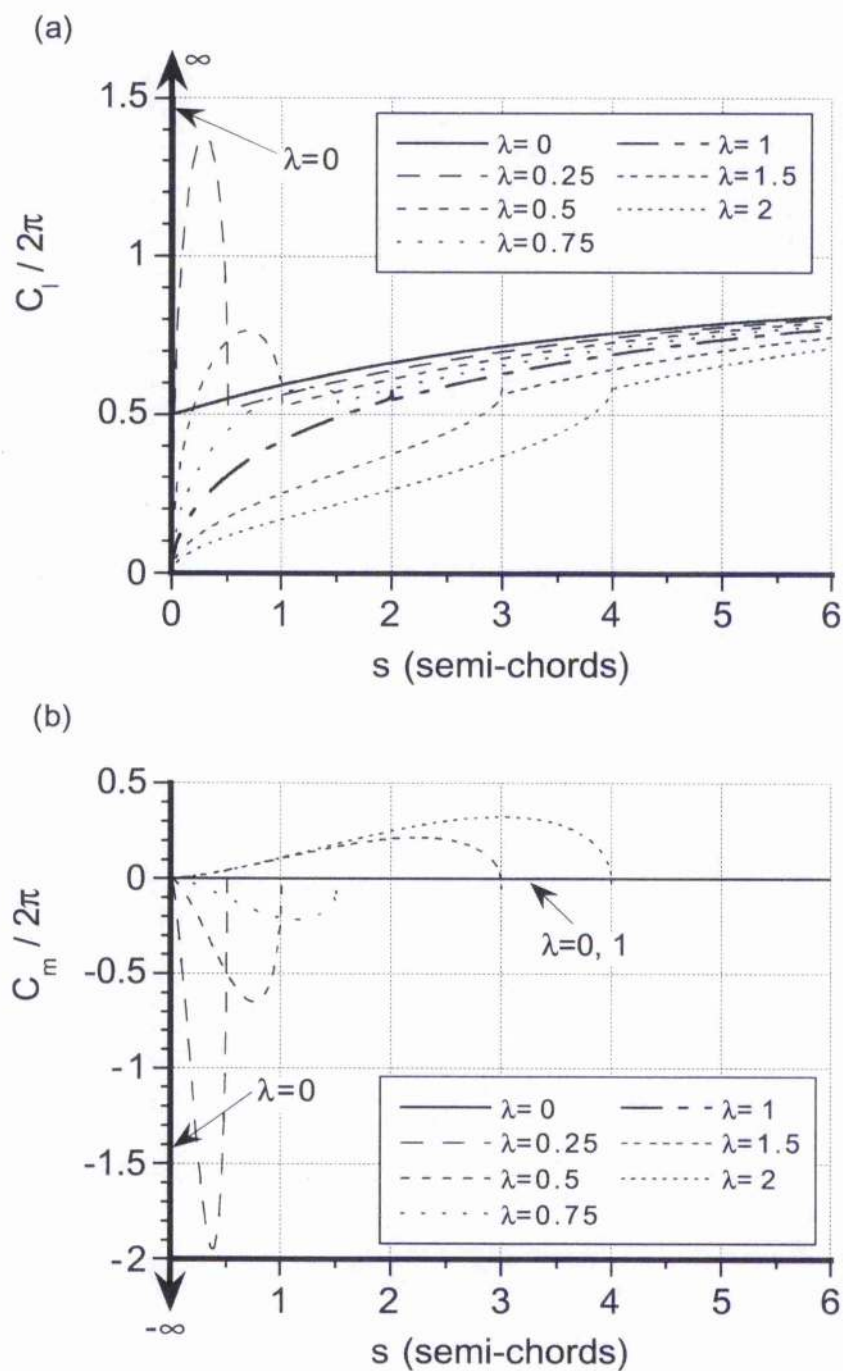 (a)
∞
1.5
1
0.5
0
C_l / 2π
λ=0
λ=0
λ=0.25
λ=0.5
λ=0.75
λ=1
λ=1.5
λ=2
0 1 2 3 4 5 6
s (semi-chords)
(b)
0.5
0
-0.5
-1
-1.5
-2
-∞
C_m / 2π
λ=0, 1
λ=0
λ=0
λ=0.25
λ=0.5
λ=0.75
λ=1
λ=1.5
λ=2
0 1 2 3 4 5 6
s (semi-chords)